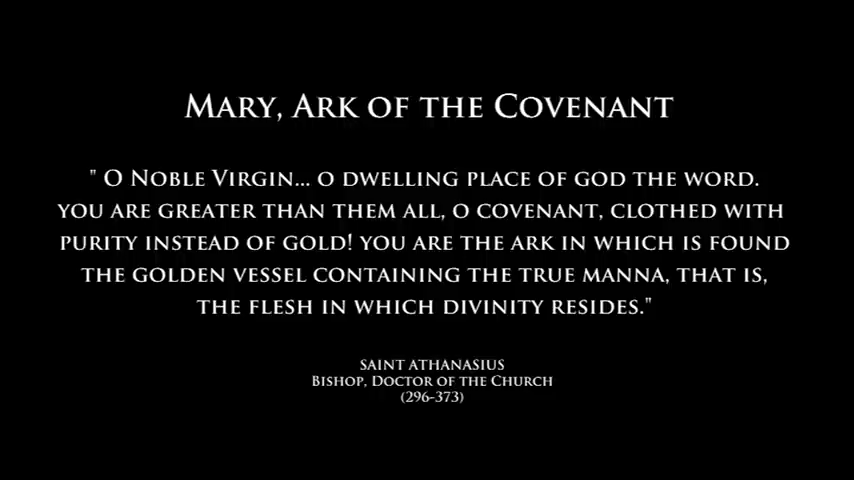 Mary, Ark of the Covenant
" O Noble Virgin... o dwelling place of god the word.
you are greater than them all, o covenant, clothed with
purity instead of gold! you are the ark in which is found
the golden vessel containing the true manna, that is,
the flesh in which divinity resides."
saint athanasius
Bishop, Doctor of the Church
(296-373)